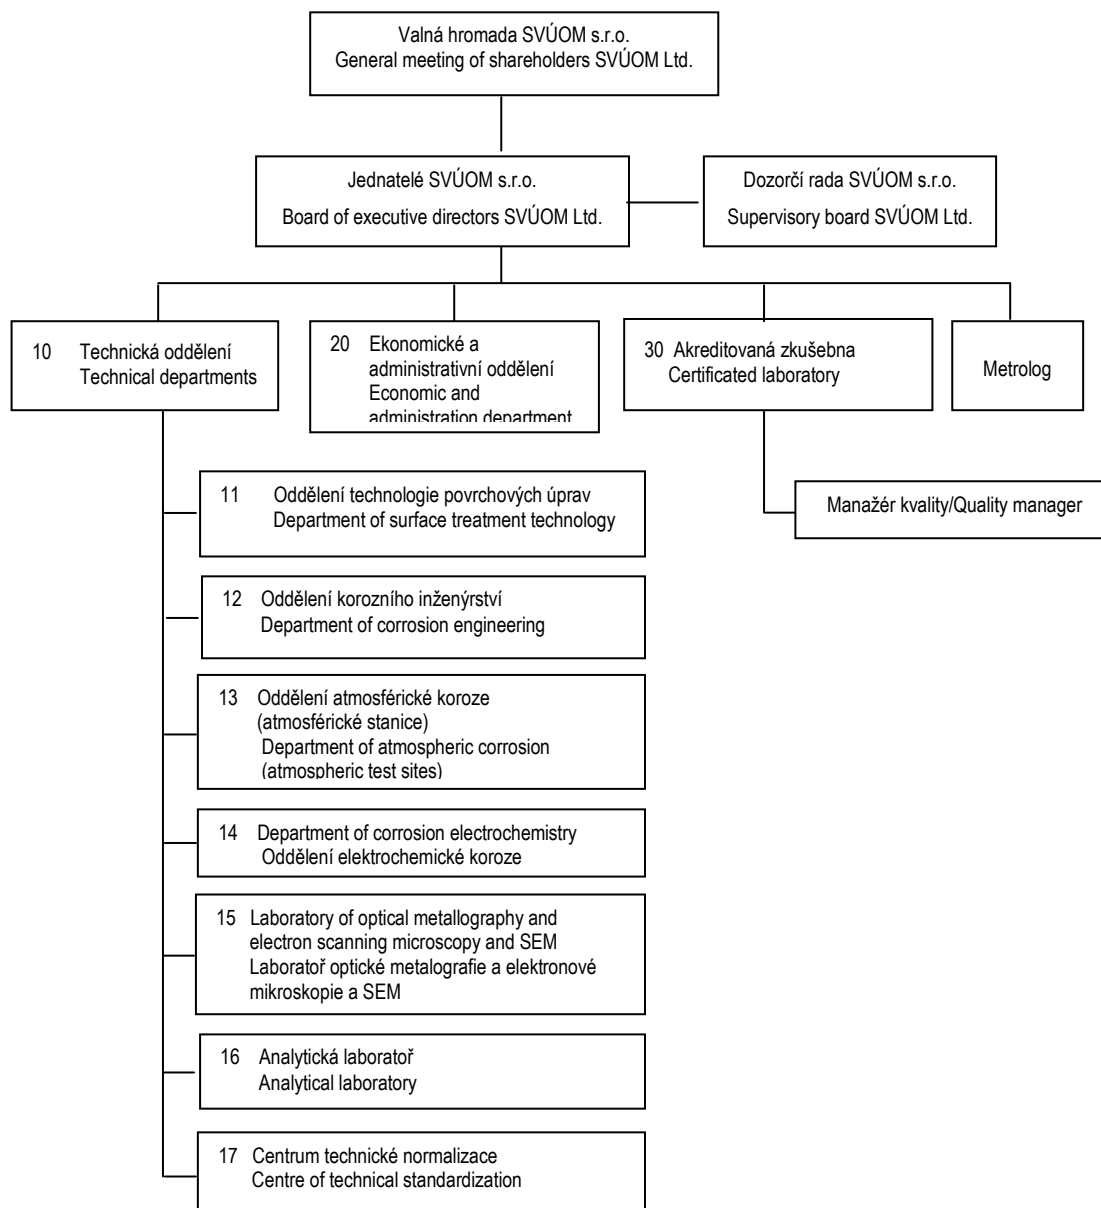 Valná hromada SVÚOM s.r.o.
General meeting of shareholders SVÚOM Ltd.
Jednatelé SVÚOM s.r.o.
Board of executive directors SVÚOM Ltd.
Dozorčí rada SVÚOM s.r.o.
Supervisory board SVÚOM Ltd.
10 Technická oddělení
Technical departments
20 Ekonomické a
administrativní oddělení
Economic and
administration department
30 Akreditovaná zkušebna
Certificated laboratory
Metrolog
11 Oddělení technologie povrchových úprav
Department of surface treatment technology
Manažér kvality/Quality manager
12 Oddělení korozního inženýrství
Department of corrosion engineering
13 Oddělení atmosférické koroze
(atmosférické stanice)
Department of atmospheric corrosion
(atmospheric test sites)
14 Department of corrosion electrochemistry
Oddělení elektrochemické koroze
15 Laboratory of optical metallography and
electron scanning microscopy and SEM
Laboratoř optické metalografie a elektronové
mikroskopie a SEM
16 Analytická laboratoř
Analytical laboratory
17 Centrum technické normalizace
Centre of technical standardization